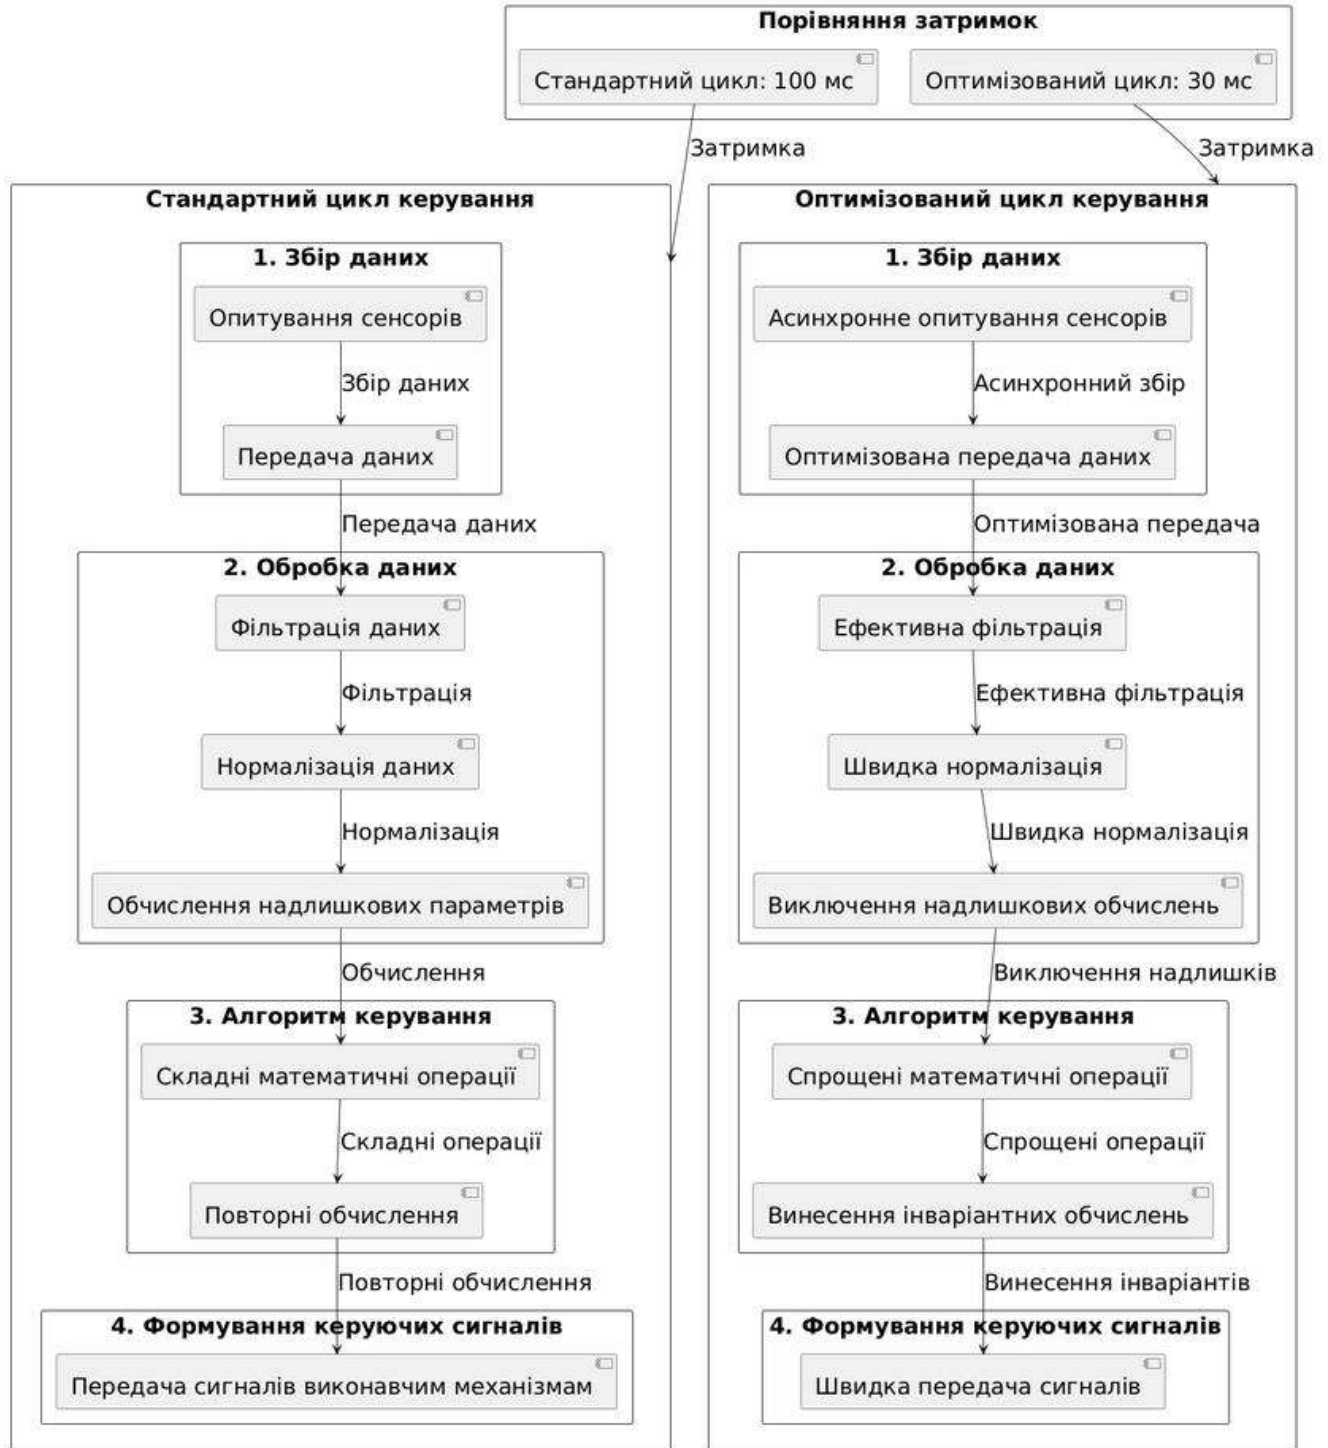 Порівняння затримок
Стандартний цикл: 100 мс
Оптимізований цикл: 30 мс
Затримка
Затримка
Стандартний цикл керування
1. Збір даних
Опитування сенсорів
Збір даних
Передача даних
Передача даних
2. Обробка даних
Фільтрація даних
Фільтрація
Нормалізація даних
Нормалізація
Обчислення надлишкових параметрів
Обчислення
3. Алгоритм керування
Складні математичні операції
Складні операції
Повторні обчислення
Повторні обчислення
4. Формування керуючих сигналів
Передача сигналів виконавчим механізмам
Оптимізований цикл керування
1. Збір даних
Асинхронне опитування сенсорів
Асинхронний збір
Оптимізована передача даних
Оптимізована передача
2. Обробка даних
Ефективна фільтрація
Ефективна фільтрація
Швидка нормалізація
Швидка нормалізація
Виключення надлишкових обчислень
Виключення надлишків
3. Алгоритм керування
Спрощені математичні операції
Спрощені операції
Винесення інваріантних обчислень
Винесення інваріантів
4. Формування керуючих сигналів
Швидка передача сигналів